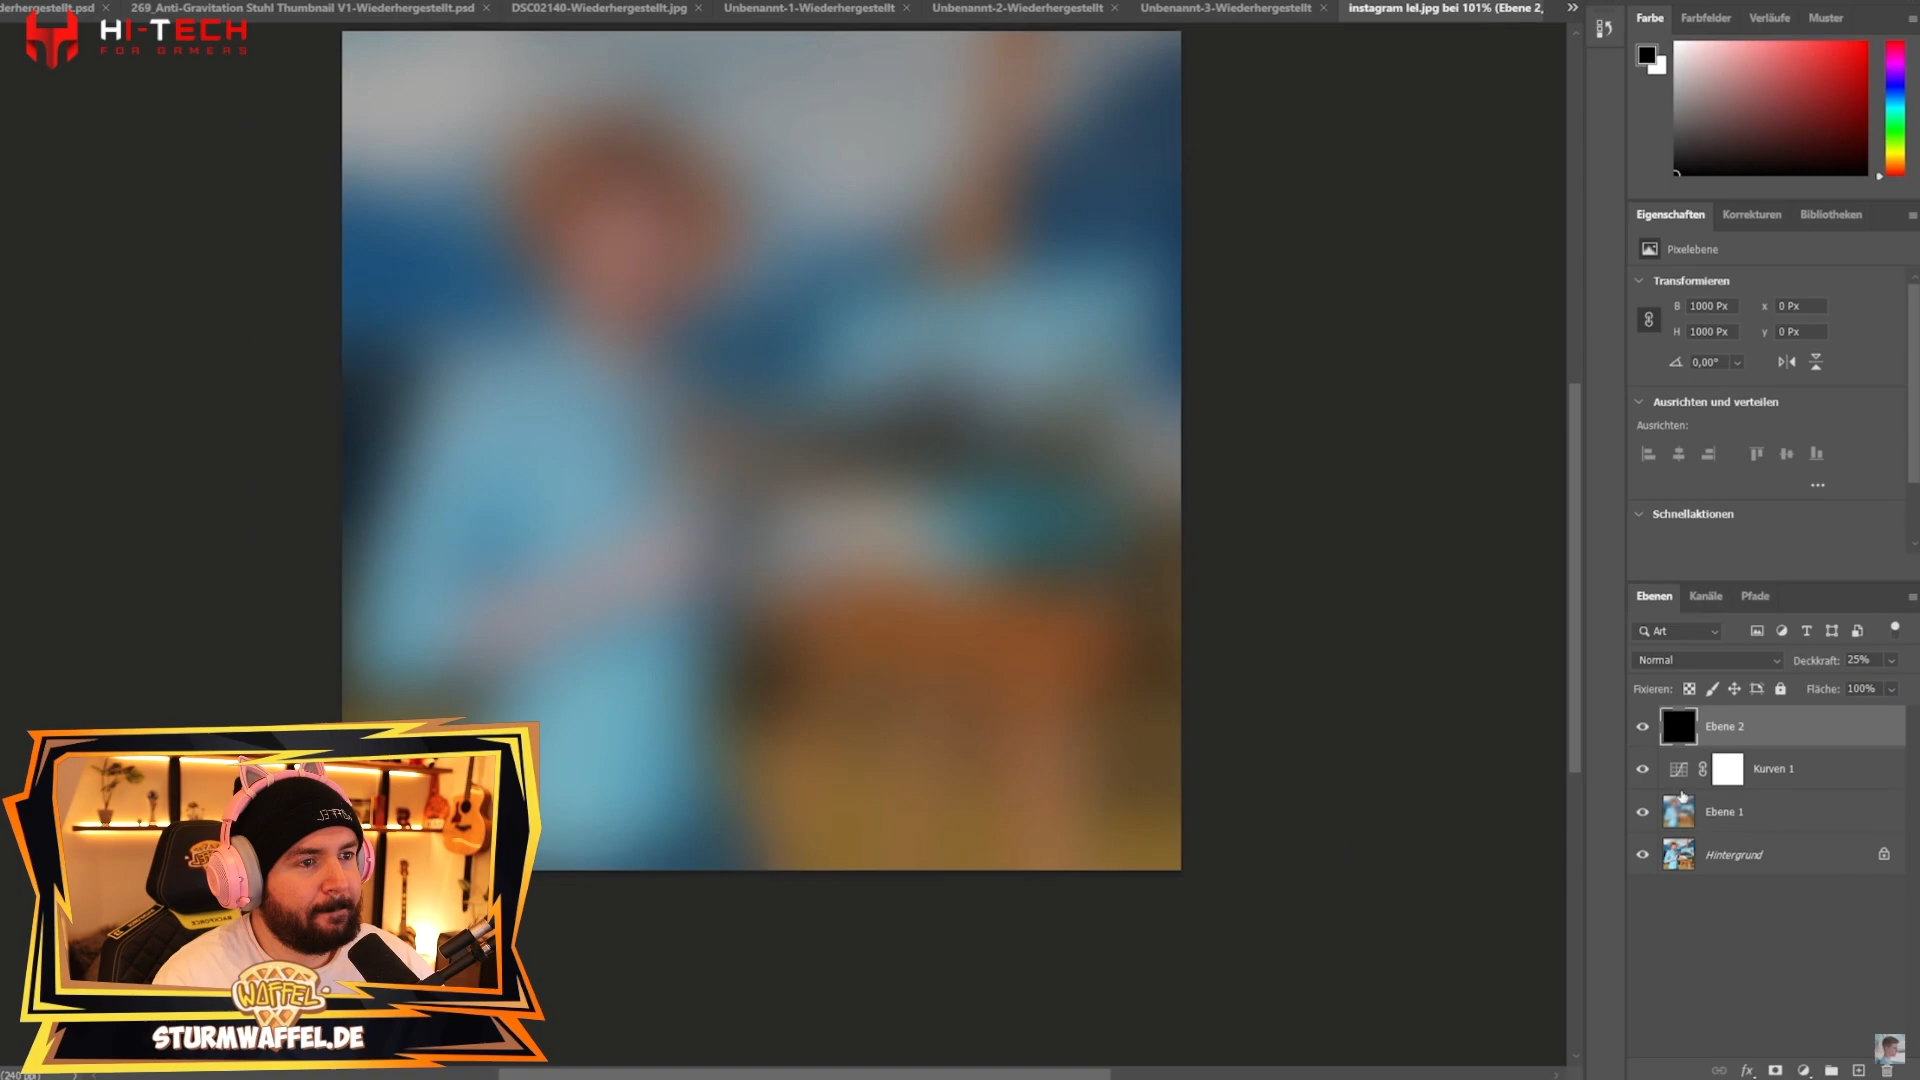 derhergestellt.psd
269_Anti-Gravitation Stuhl Thumbnail V1-Wiederhergestellt.psd
DSC02140-Wiederhergestellt.jpg
Unbenannt-1-Wiederhergestellt
Unbenannt-2-Wiederhergestellt
Unbenannt-3-Wiederhergestellt
instagram lel.jpg bei 101% (Ebene 2,
HI-TECH
FOR GAMERS
Farbe
Farbfelder
Verläufe
Muster
Eigenschaften
Korrekturen
Bibliotheken
Pixelebene
Transformieren
B 1000 Px x 0 Px
H 1000 Px y 0 Px
0,00°
Ausrichten und verteilen
Ausrichten:
Schnellaktionen
Ebenen
Kanäle
Pfade
Art
Normal
Deckkraft: 25%
Fixieren:
Fläche: 100%
Ebene 2
Kurven 1
Ebene 1
Hintergrund
WAFFEL
STURMWAFFEL.DE
fx